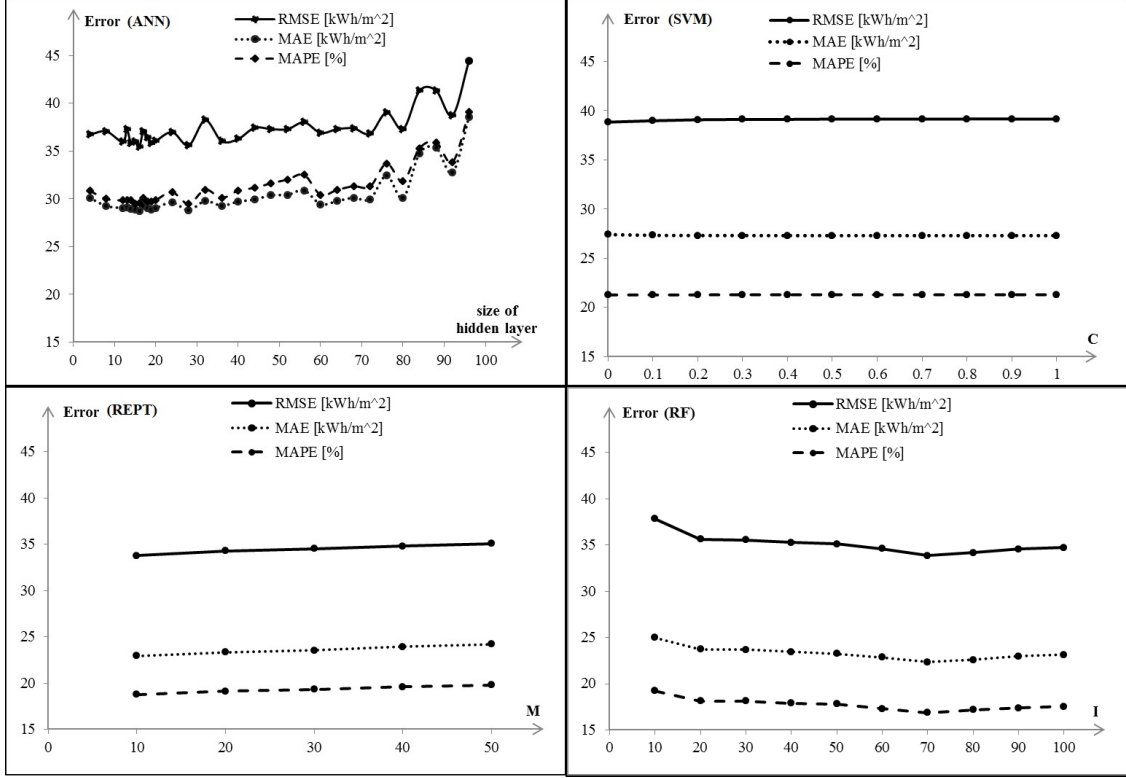 Error (ANN)
RMSE [kWh/m^2]
MAE [kWh/m^2]
MAPE [%]
45
40
35
30
25
20
15
size of
hidden layer
0 10 20 30 40 50 60 70 80 90 100
Error (SVM)
RMSE [kWh/m^2]
MAE [kWh/m^2]
MAPE [%]
45
40
35
30
25
20
15
C
0 0.1 0.2 0.3 0.4 0.5 0.6 0.7 0.8 0.9 1
Error (REPT)
RMSE [kWh/m^2]
MAE [kWh/m^2]
MAPE [%]
45
40
35
30
25
20
15
M
0 10 20 30 40 50
Error (RF)
RMSE [kWh/m^2]
MAE [kWh/m^2]
MAPE [%]
45
40
35
30
25
20
15
I
0 10 20 30 40 50 60 70 80 90 100